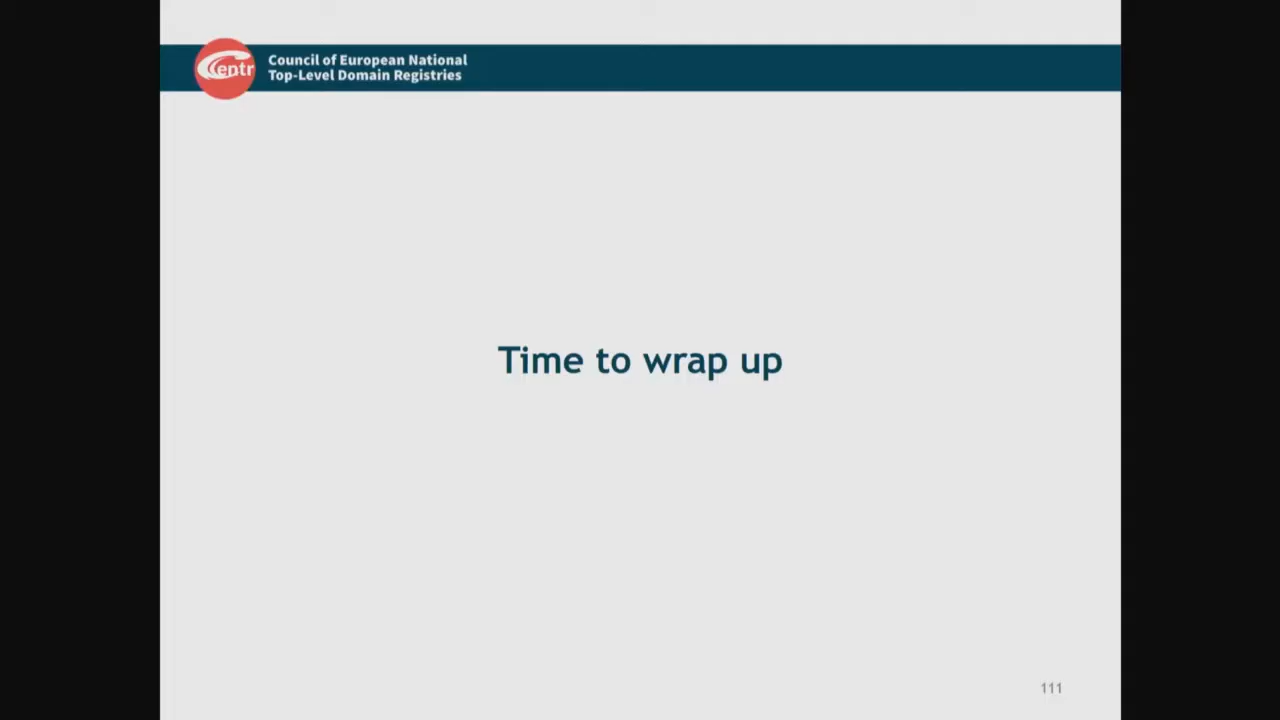 Centr
Council of European National
Top-Level Domain Registries
Time to wrap up
111